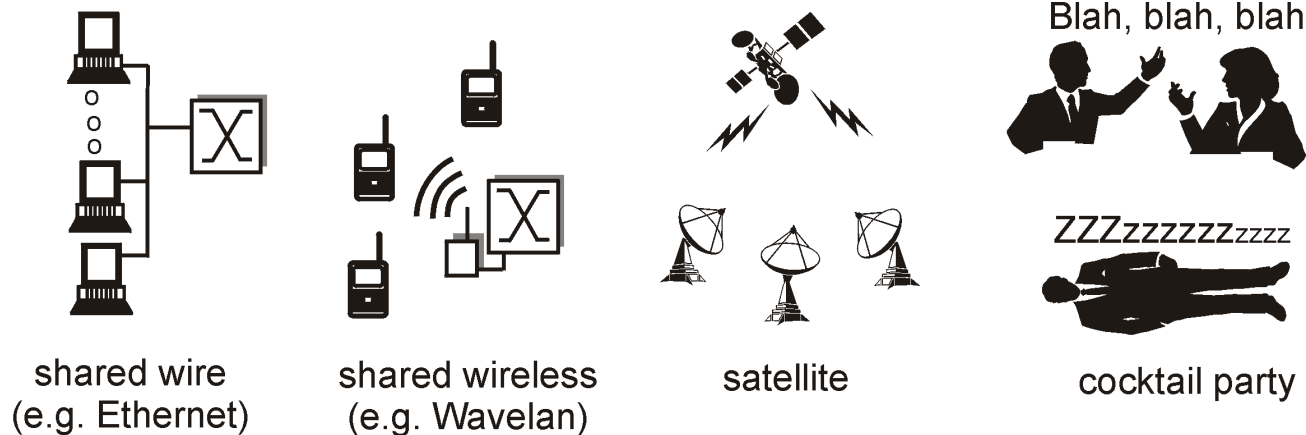 Blah, blah, blah
ZZZzzzzzzzzzz
shared wire
(e.g. Ethernet)
shared wireless
(e.g. Wavelan)
satellite
cocktail party